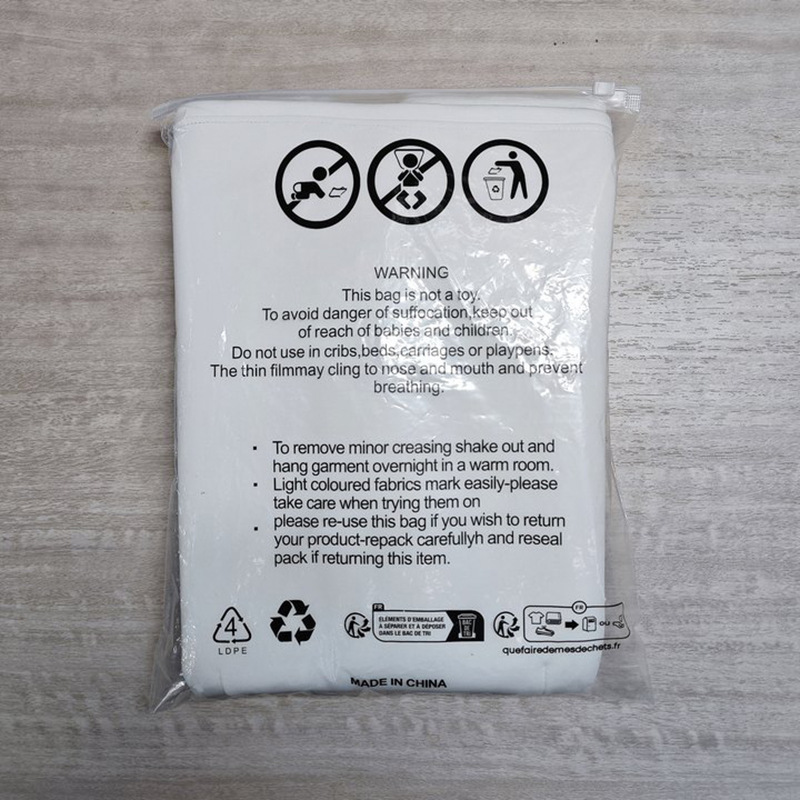 WARNING
This bag is not a toy.
To avoid danger of suffocation,keep out
of reach of babies and children.
Do not use in cribs,beds,carriages or playpens.
The thin filmmay cling to nose and mouth and prevent
breathing.
· To remove minor creasing shake out and
hang garment overnight in a warm room.
· Light coloured fabrics mark easily-please
take care when trying them on
· please re-use this bag if you wish to return
your product-repack carefullyh and reseal
pack if returning this item.
4
LDPE
FR
ÉLÉMENTS D'EMBALLAGE
À SÉPARER ET À DÉPOSER
DANS LE BAC DE TRI
BAC
DE
TRI
FR
OU
quefairedemesdechets.fr
MADE IN CHINA